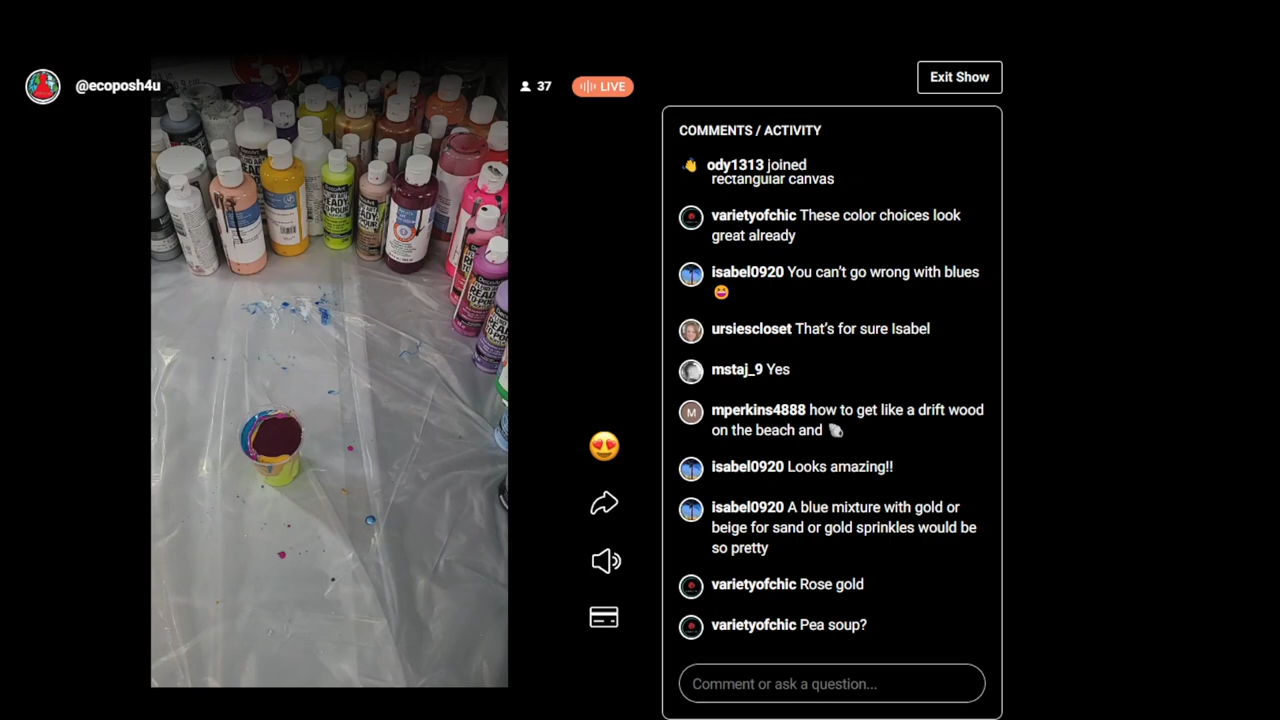 @ecoposh4u
37
LIVE
Exit Show
COMMENTS / ACTIVITY
ody1313 joined
rectangular canvas
varietyofchic These color choices look
great already
isabel0920 You can't go wrong with blues
😆
ursiescloset That's for sure Isabel
mstaj_9 Yes
M
mperkins4888 how to get like a drift wood
on the beach and 🐚
isabel0920 Looks amazing!!
isabel0920 A blue mixture with gold or
beige for sand or gold sprinkles would be
so pretty
varietyofchic Rose gold
varietyofchic Pea soup?
Comment or ask a question...
READY
READY